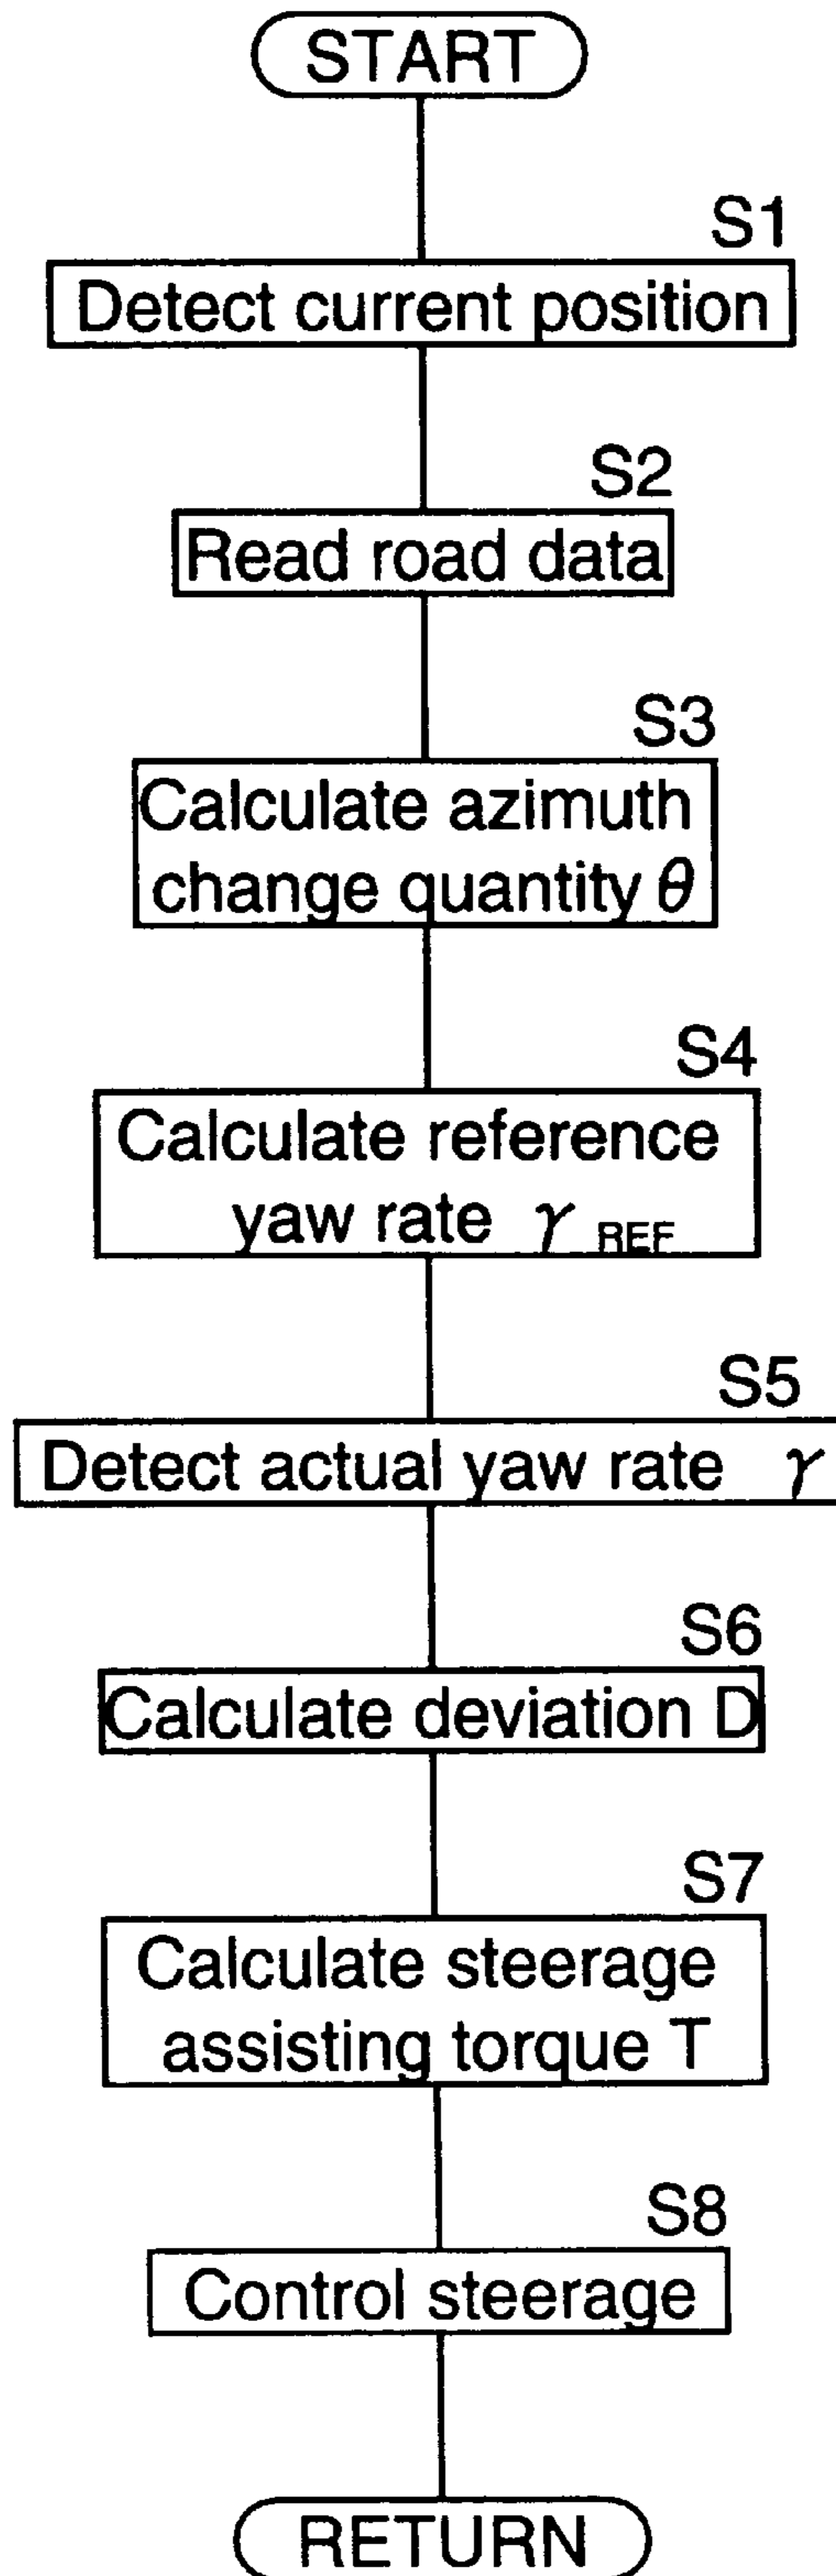 START
S1
Detect current position
S2
Read road data
S3
Calculate azimuth
change quantity θ
S4
Calculate reference
yaw rate γ REF
S5
Detect actual yaw rate γ
S6
Calculate deviation D
S7
Calculate steerage
assisting torque T
S8
Control steerage
RETURN